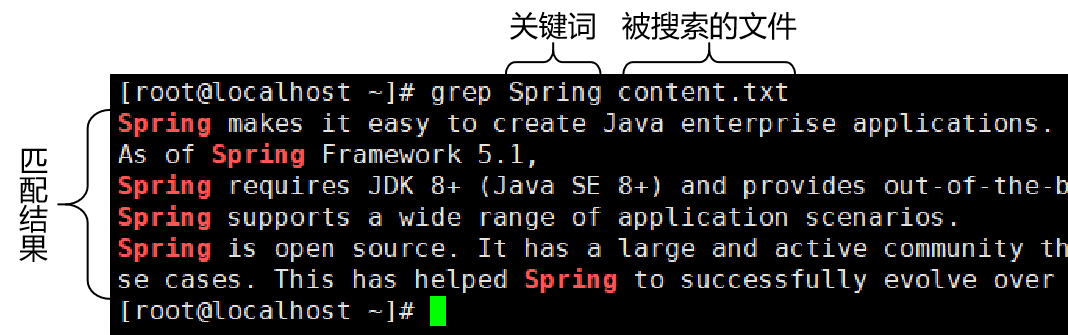 关键词 被搜索的文件
[root@localhost ~]# grep Spring content.txt
Spring makes it easy to create Java enterprise applications.
As of Spring Framework 5.1,
Spring requires JDK 8+ (Java SE 8+) and provides out-of-the-b
Spring supports a wide range of application scenarios.
Spring is open source. It has a large and active community th
se cases. This has helped Spring to successfully evolve over
[root@localhost ~]#
匹配结果